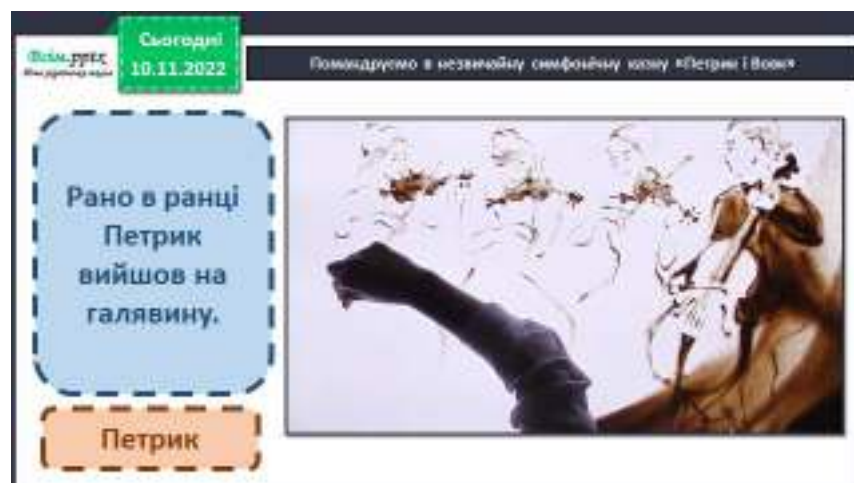 Сьогодні
10.11.2022
Помандруємо в незвичайну симфонічну казку «Петрик і Вовк»
Рано в ранці
Петрик
вийшов на
галявину.
Петрик